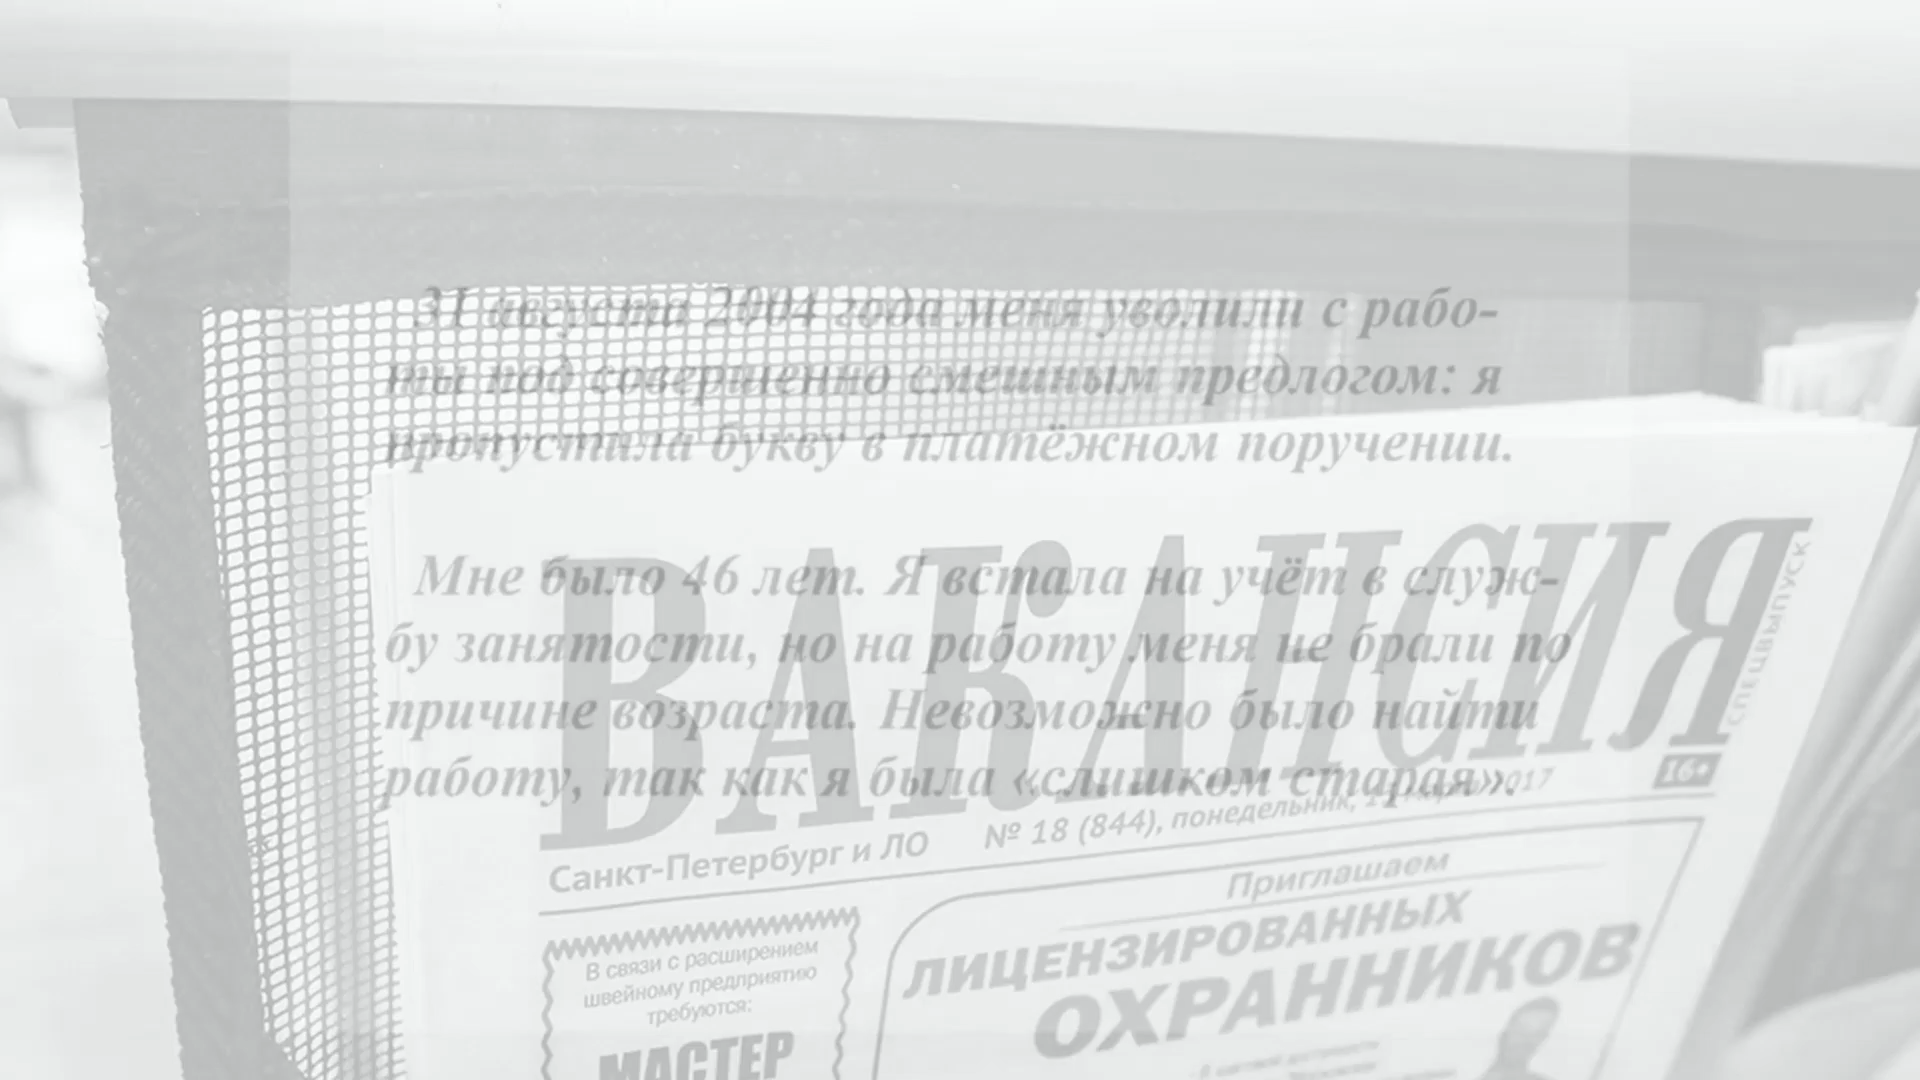 31 августа 2004 года меня уволили с рабо-
ты под совершенно смешным предлогом: я
пропустила букву в платёжном поручении.
Мне было 46 лет. Я встала на учёт в служ-
бу занятости, но на работу меня не брали по
причине возраста. Невозможно было найти
работу, так как я была «слишком старая».
ВАКАНСИЯ
СПЕЦВЫПУСК
16+
Санкт-Петербург и ЛО № 18 (844), понедельник, 2017
Приглашаем
ЛИЦЕНЗИРОВАННЫХ
ОХРАННИКОВ
В связи с расширением
швейному предприятию
требуются:
МАСТЕР